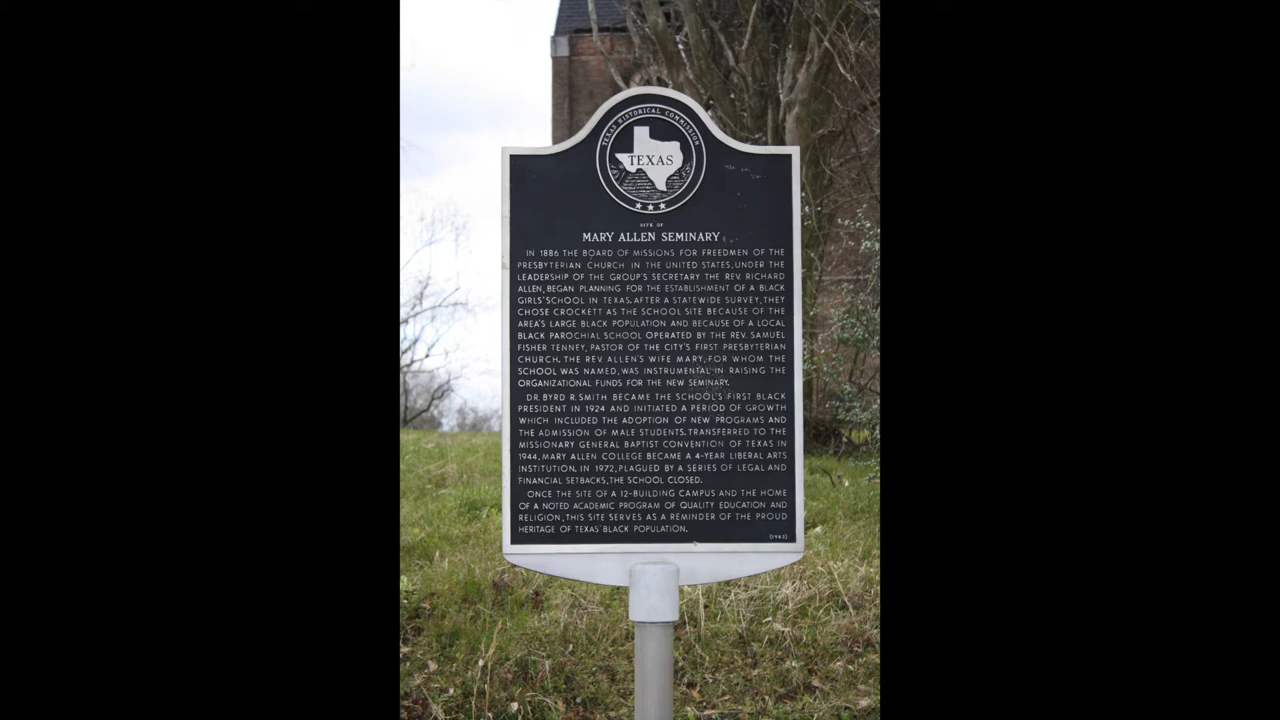 TEXAS HISTORICAL COMMISSION
TEXAS
SITE OF
MARY ALLEN SEMINARY
IN 1886 THE BOARD OF MISSIONS FOR FREEDMEN OF THE
PRESBYTERIAN CHURCH IN THE UNITED STATES, UNDER THE
LEADERSHIP OF THE GROUP'S SECRETARY THE REV. RICHARD
ALLEN, BEGAN PLANNING FOR THE ESTABLISHMENT OF A BLACK
GIRLS' SCHOOL IN TEXAS. AFTER A STATEWIDE SURVEY, THEY
CHOSE CROCKETT AS THE SCHOOL SITE BECAUSE OF THE
AREA'S LARGE BLACK POPULATION AND BECAUSE OF A LOCAL
BLACK PAROCHIAL SCHOOL OPERATED BY THE REV. SAMUEL
FISHER TENNEY, PASTOR OF THE CITY'S FIRST PRESBYTERIAN
CHURCH. THE REV. ALLEN'S WIFE MARY, FOR WHOM THE
SCHOOL WAS NAMED, WAS INSTRUMENTAL IN RAISING THE
ORGANIZATIONAL FUNDS FOR THE NEW SEMINARY.
DR. BYRD R. SMITH BECAME THE SCHOOL'S FIRST BLACK
PRESIDENT IN 1924 AND INITIATED A PERIOD OF GROWTH
WHICH INCLUDED THE ADOPTION OF NEW PROGRAMS AND
THE ADMISSION OF MALE STUDENTS. TRANSFERRED TO THE
MISSIONARY GENERAL BAPTIST CONVENTION OF TEXAS IN
1944, MARY ALLEN COLLEGE BECAME A 4-YEAR LIBERAL ARTS
INSTITUTION. IN 1972, PLAGUED BY A SERIES OF LEGAL AND
FINANCIAL SETBACKS, THE SCHOOL CLOSED.
ONCE THE SITE OF A 12-BUILDING CAMPUS AND THE HOME
OF A NOTED ACADEMIC PROGRAM OF QUALITY EDUCATION AND
RELIGION, THIS SITE SERVES AS A REMINDER OF THE PROUD
HERITAGE OF TEXAS' BLACK POPULATION.